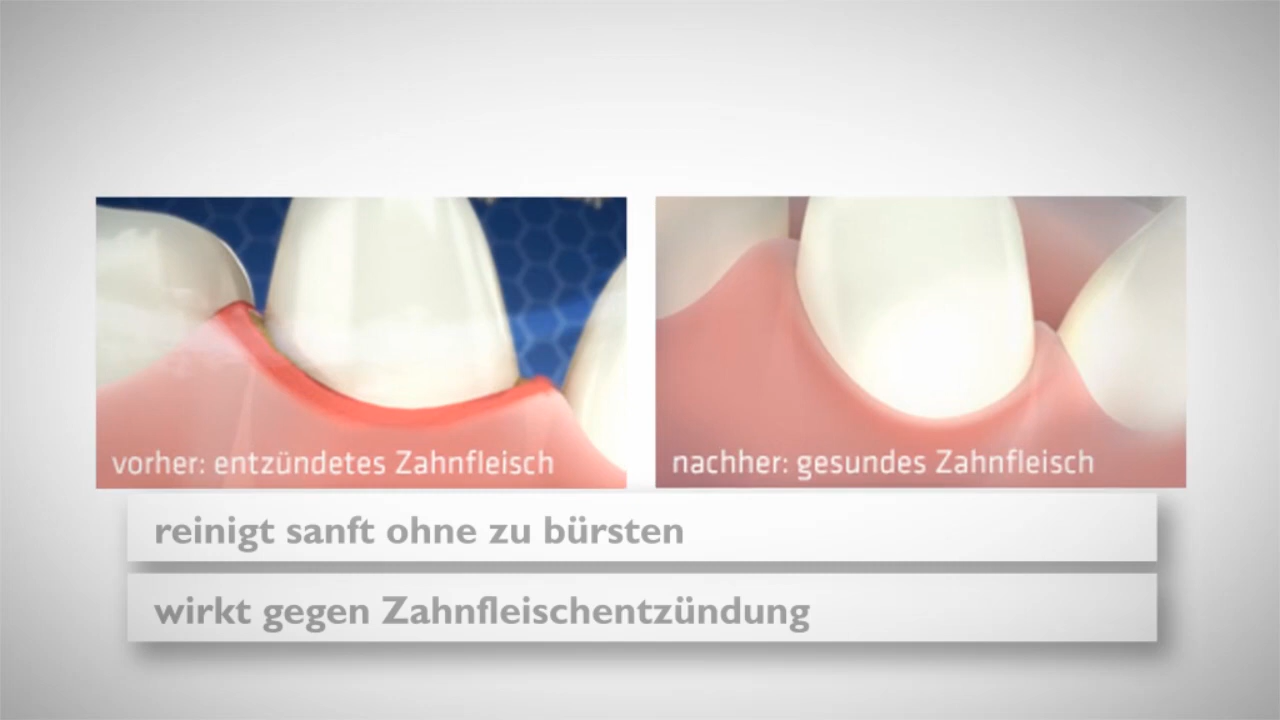 vorher: entzündetes Zahnfleisch
nachher: gesundes Zahnfleisch
reinigt sanft ohne zu bürsten
wirkt gegen Zahnfleischentzündung